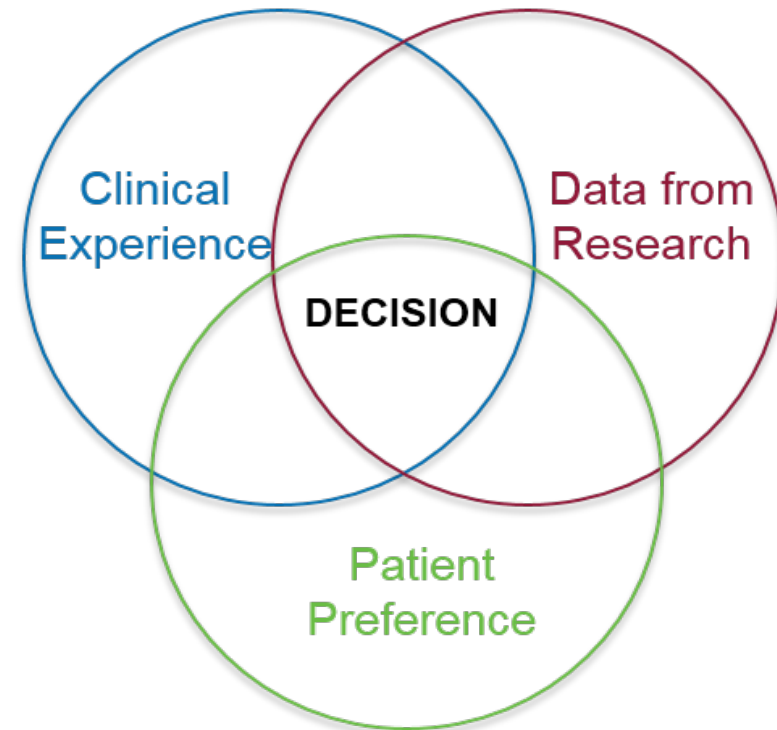 Clinical
Experience
Data from
Research
DECISION
Patient
Preference